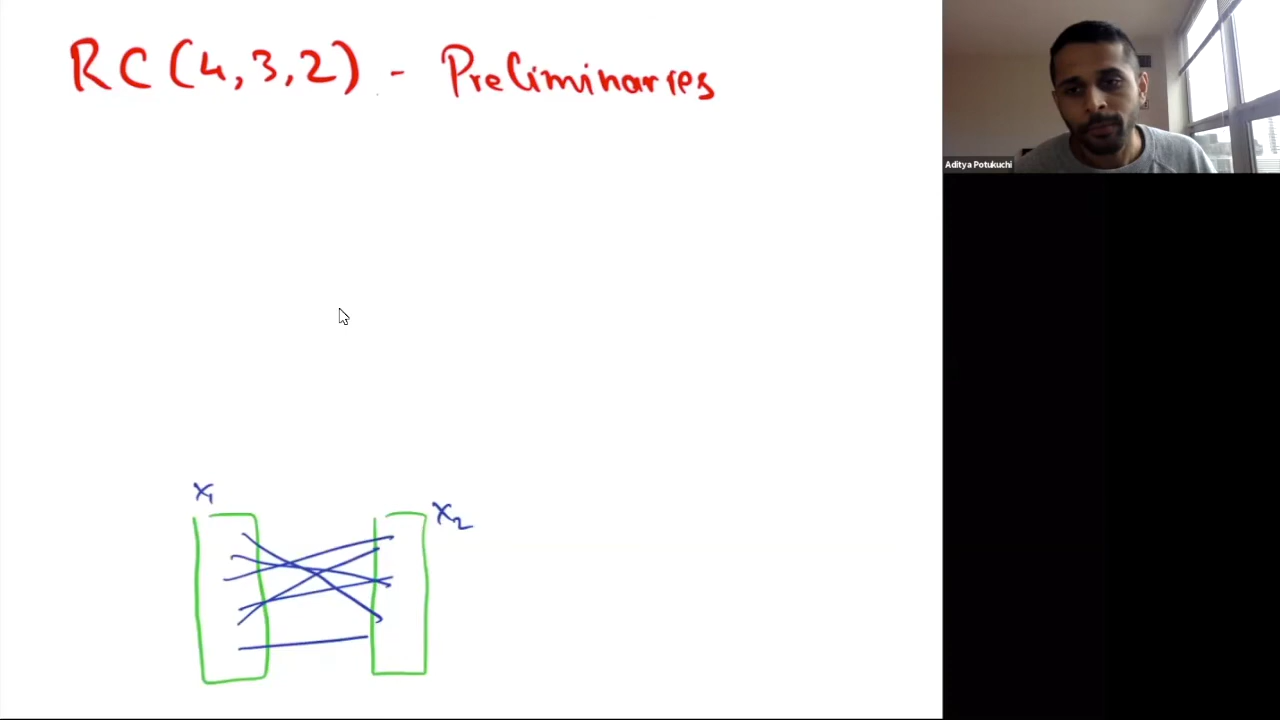 RC(4,3,2) - Preliminaries
Aditya Potukuchi
X1
X2